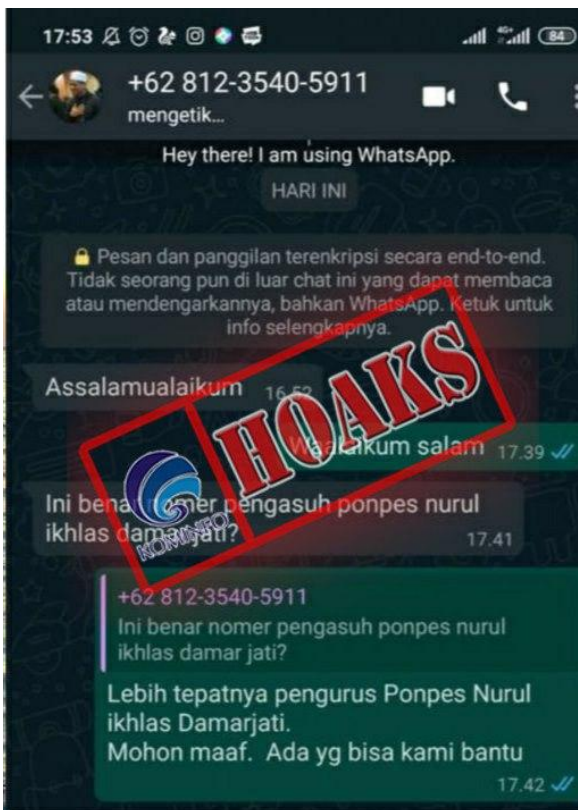 17:53
4G+
84
+62 812-3540-5911
mengetik...
Hey there! I am using WhatsApp.
HARI INI
Pesan dan panggilan terenkripsi secara end-to-end.
Tidak seorang pun di luar chat ini yang dapat membaca
atau mendengarkannya, bahkan WhatsApp. Ketuk untuk
info selengkapnya.
Assalamualaikum 16.52
HOAKS
KOMINFO
Waalaikum salam 17.39
Ini benar nomer pengasuh ponpes nurul
ikhlas damarjati?
17.41
+62 812-3540-5911
Ini benar nomer pengasuh ponpes nurul
ikhlas damar jati?
Lebih tepatnya pengurus Ponpes Nurul
ikhlas Damarjati.
Mohon maaf. Ada yg bisa kami bantu
17.42